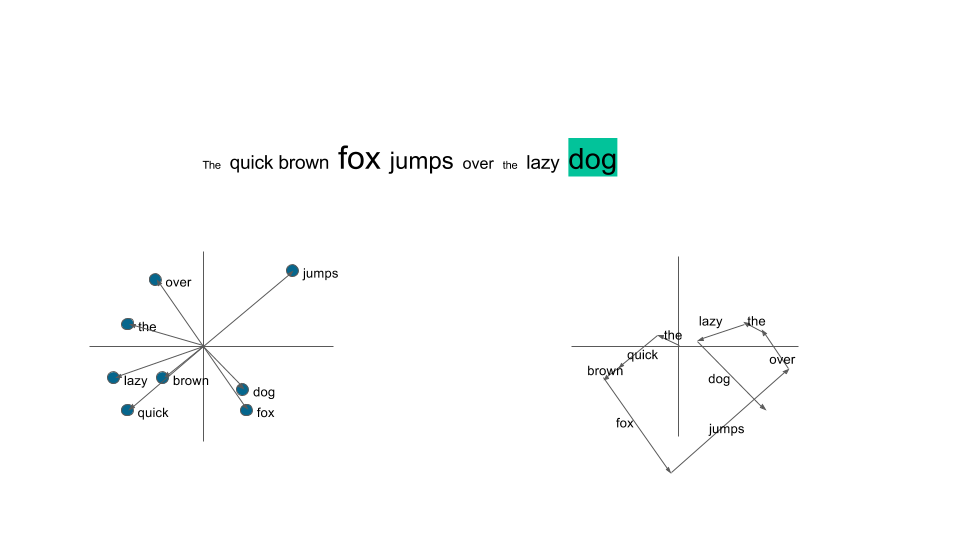 The quick brown fox jumps over the lazy dog
over
jumps
the
lazy
brown
quick
dog
fox
the
quick
brown
fox
jumps
over
the
lazy
dog